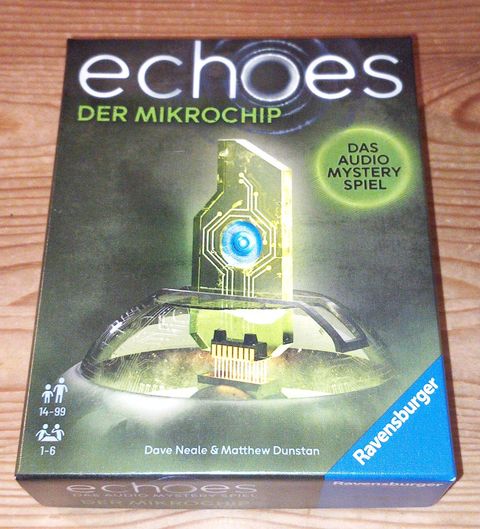 echoes
DER MIKROCHIP
DAS
AUDIO
MYSTERY
SPIEL
14-99
1-6
Dave Neale & Matthew Dunstan
Ravensburger
echoes
DAS AUDIO MYSTERY SPIEL
DER MIKROCHIP